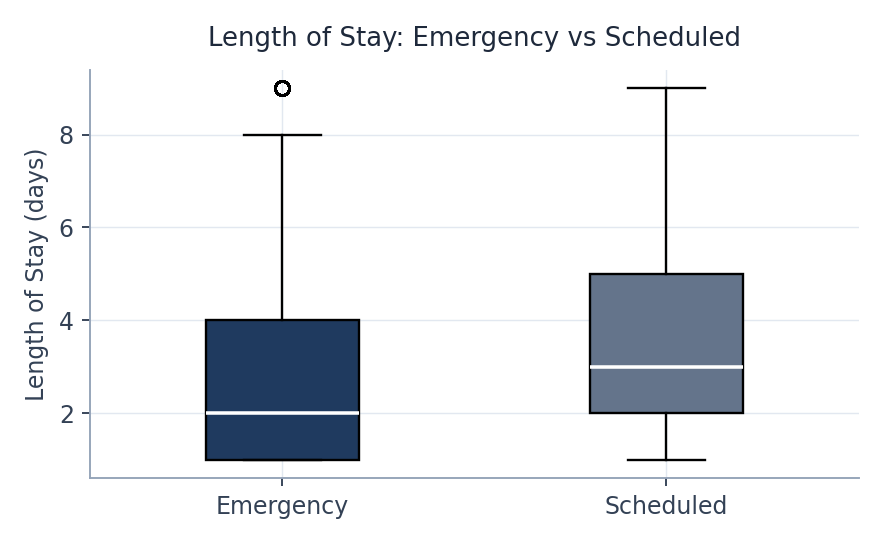 Length of Stay: Emergency vs Scheduled
Length of Stay (days)
8
6
4
2
Emergency Scheduled